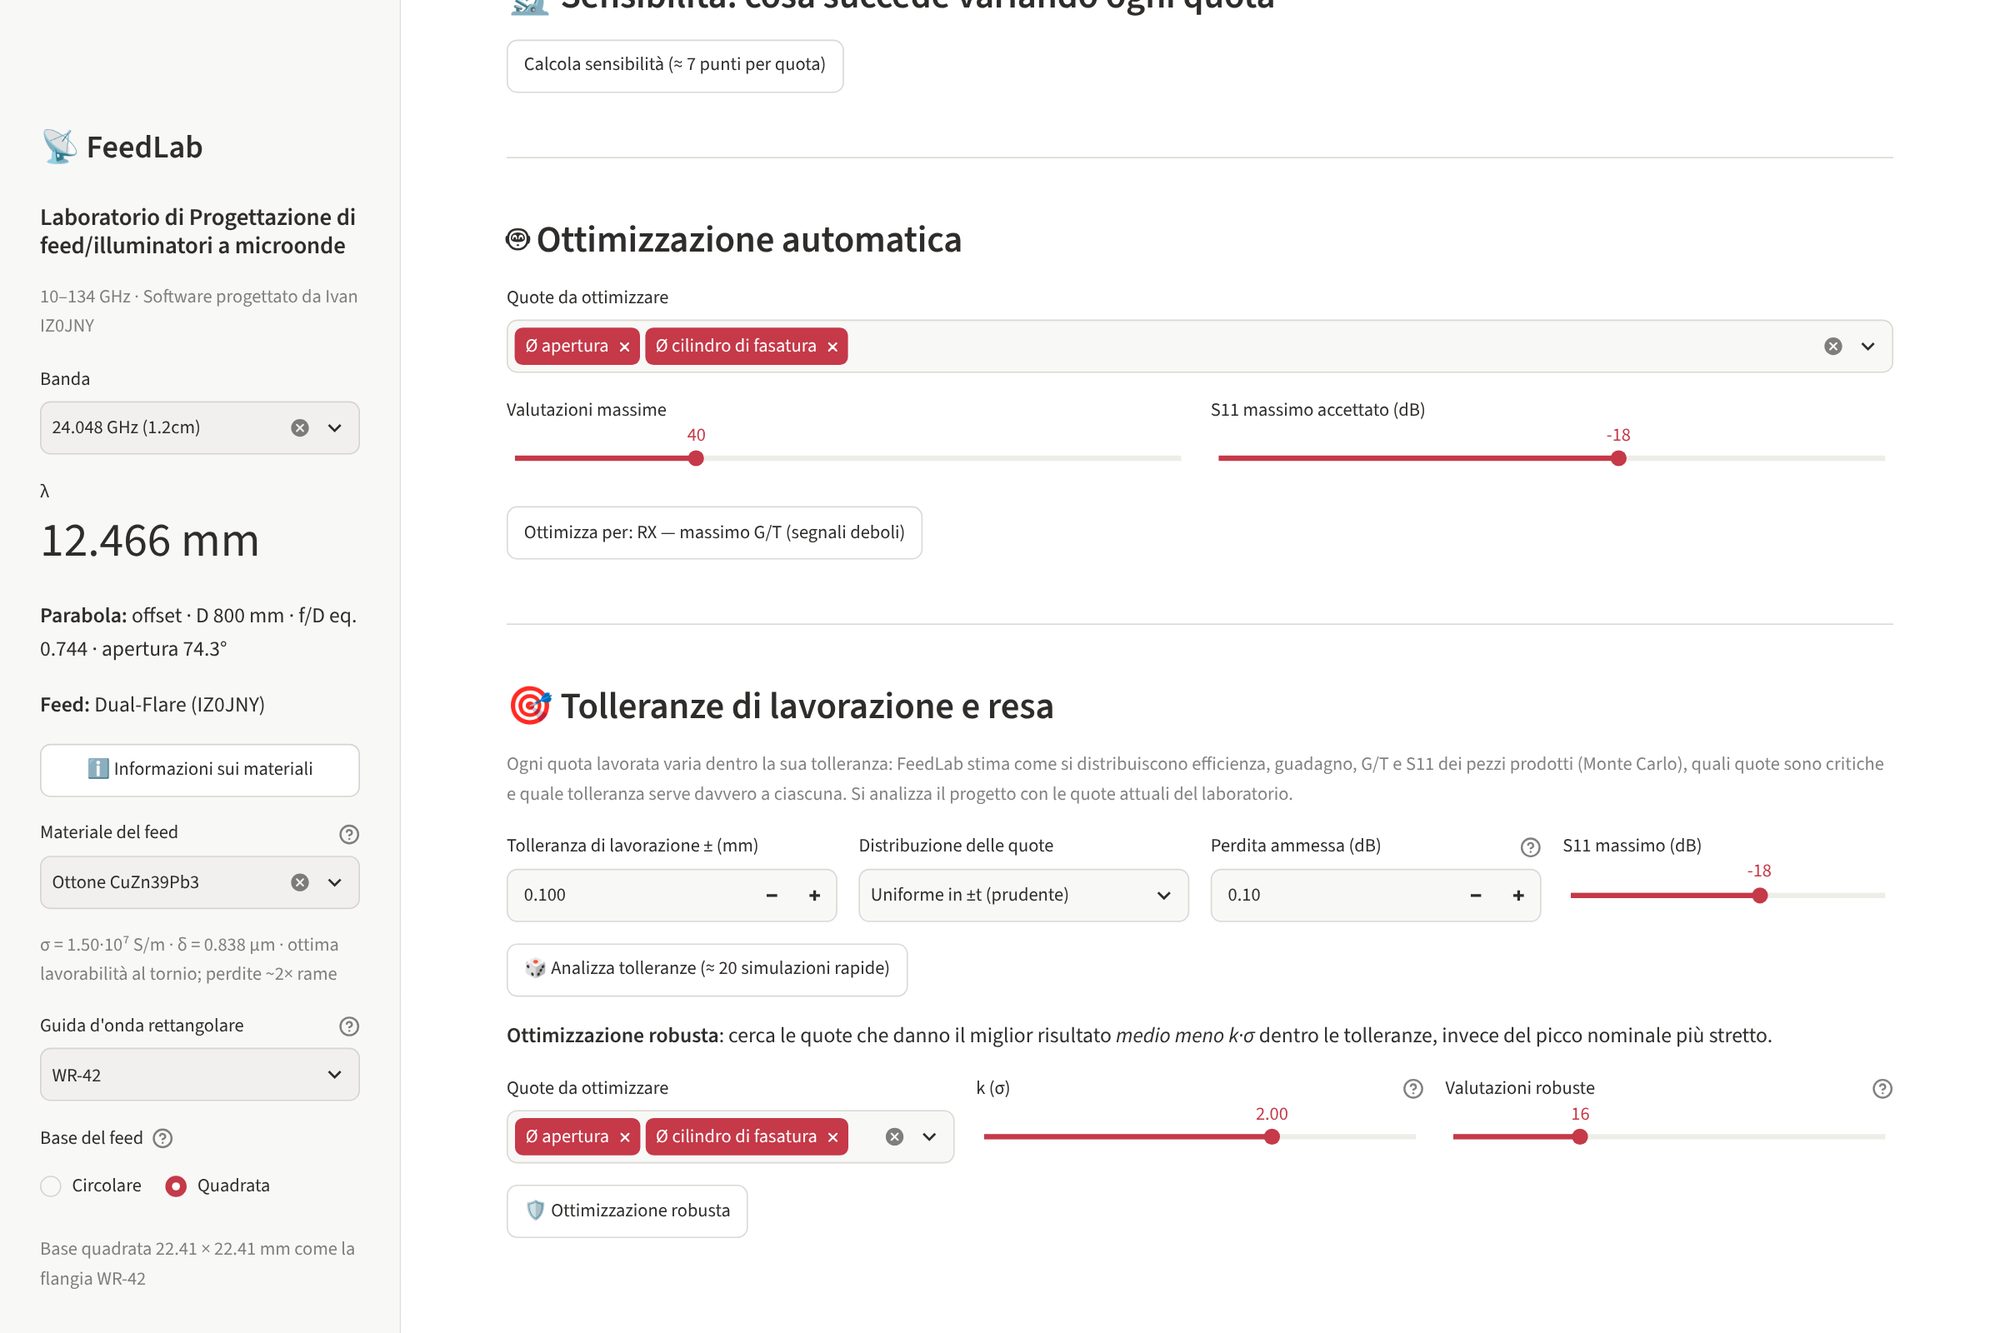 FeedLab
Laboratorio di Progettazione di
feed/illuminatori a microonde
10–134 GHz · Software progettato da Ivan
IZ0JNY
Banda
24.048 GHz (1.2cm)
λ
12.466 mm
Parabola: offset · D 800 mm · f/D eq.
0.744 · apertura 74.3°
Feed: Dual-Flare (IZ0JNY)
Informazioni sui materiali
Materiale del feed
Ottone CuZn39Pb3
σ = 1.50·10⁷ S/m · δ = 0.838 µm · ottima
lavorabilità al tornio; perdite ~2× rame
Guida d'onda rettangolare
WR-42
Base del feed
Circolare Quadrata
Base quadrata 22.41 × 22.41 mm come la
flangia WR-42
Sensibilità: cosa succede variando ogni quota
Calcola sensibilità (≈ 7 punti per quota)
Ottimizzazione automatica
Quote da ottimizzare
Ø apertura Ø cilindro di fasatura
Valutazioni massime
40
S11 massimo accettato (dB)
-18
Ottimizza per: RX — massimo G/T (segnali deboli)
Tolleranze di lavorazione e resa
Ogni quota lavorata varia dentro la sua tolleranza: FeedLab stima come si distribuiscono efficienza, guadagno, G/T e S11 dei pezzi prodotti (Monte Carlo), quali quote sono critiche
e quale tolleranza serve davvero a ciascuna. Si analizza il progetto con le quote attuali del laboratorio.
Tolleranza di lavorazione ± (mm)
0.100
Distribuzione delle quote
Uniforme in ±t (prudente)
Perdita ammessa (dB)
0.10
S11 massimo (dB)
-18
Analizza tolleranze (≈ 20 simulazioni rapide)
Ottimizzazione robusta: cerca le quote che danno il miglior risultato medio meno k·σ dentro le tolleranze, invece del picco nominale più stretto.
Quote da ottimizzare
Ø apertura Ø cilindro di fasatura
k (σ)
2.00
Valutazioni robuste
16
Ottimizzazione robusta